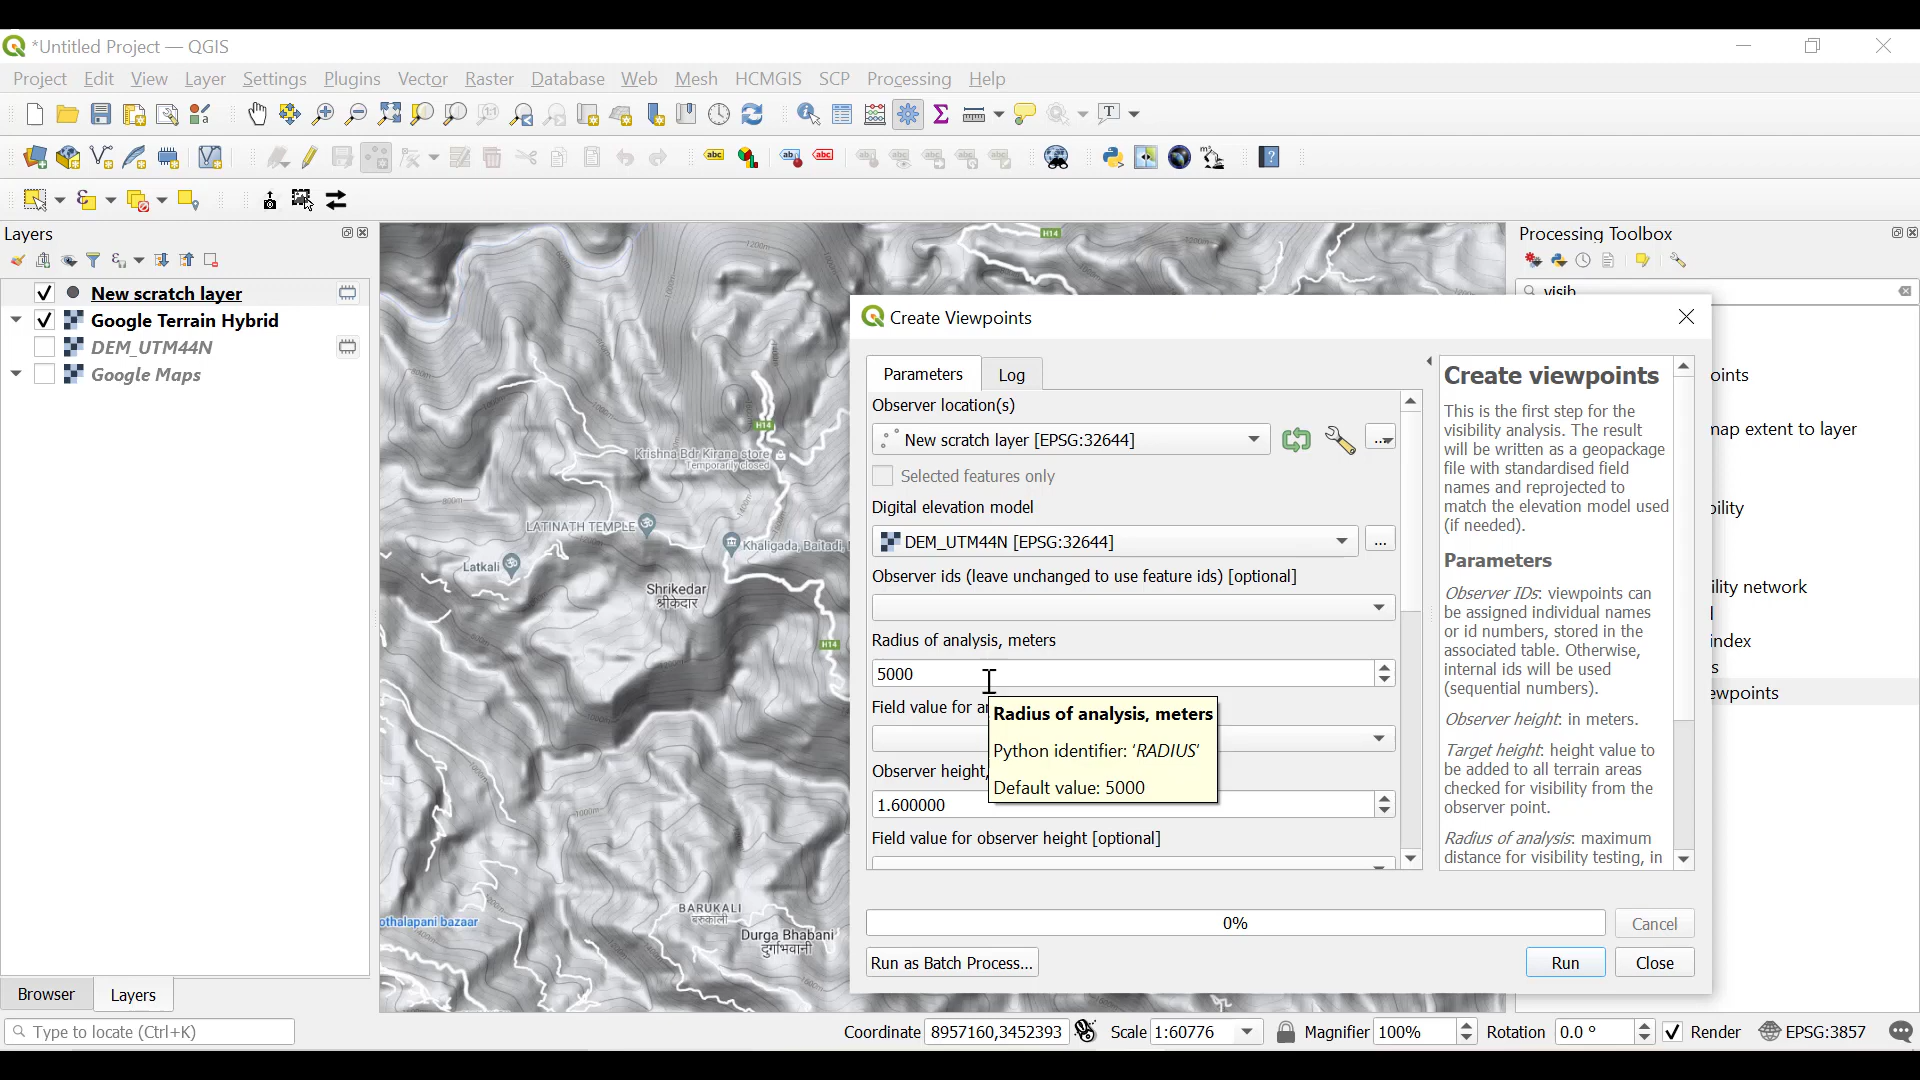 *Untitled Project — QGIS
Project Edit View Layer Settings Plugins Vector Raster Database Web Mesh HCMGIS SCP Processing Help
Layers
New scratch layer
Google Terrain Hybrid
DEM_UTM44N
Google Maps
Browser
Layers
Type to locate (Ctrl+K)
H14
1200m
H14
Krishna Bdr Kirana store
Temporarily closed
800m
LATINATH TEMPLE
Khaligada, Baitadi,
Latkali
Shrikedar
श्रीकेदार
H14
1000m
BARUKALI
बरुकाली
othalapani bazaar
Durga Bhabani
दुर्गाभवानी
Create Viewpoints
Parameters
Log
Observer location(s)
New scratch layer [EPSG:32644]
Selected features only
Digital elevation model
DEM_UTM44N [EPSG:32644]
...
Observer ids (leave unchanged to use feature ids) [optional]
Radius of analysis, meters
5000
Field value for a
Radius of analysis, meters
Python identifier: 'RADIUS'
Default value: 5000
Observer height,
1.600000
Field value for observer height [optional]
0%
Cancel
Run as Batch Process...
Run
Close
Create viewpoints
This is the first step for the
visibility analysis. The result
will be written as a geopackage
file with standardised field
names and reprojected to
match the elevation model used
(if needed).
Parameters
Observer IDs: viewpoints can
be assigned individual names
or id numbers, stored in the
associated table. Otherwise,
internal ids will be used
(sequential numbers).
Observer height: in meters.
Target height: height value to
be added to all terrain areas
checked for visibility from the
observer point.
Radius of analysis: maximum
distance for visibility testing, in
Processing Toolbox
visib
oints
map extent to layer
bility
ility network
index
s
ewpoints
Coordinate 8957160,3452393 Scale 1:60776 Magnifier 100% Rotation 0.0 ° Render EPSG:3857